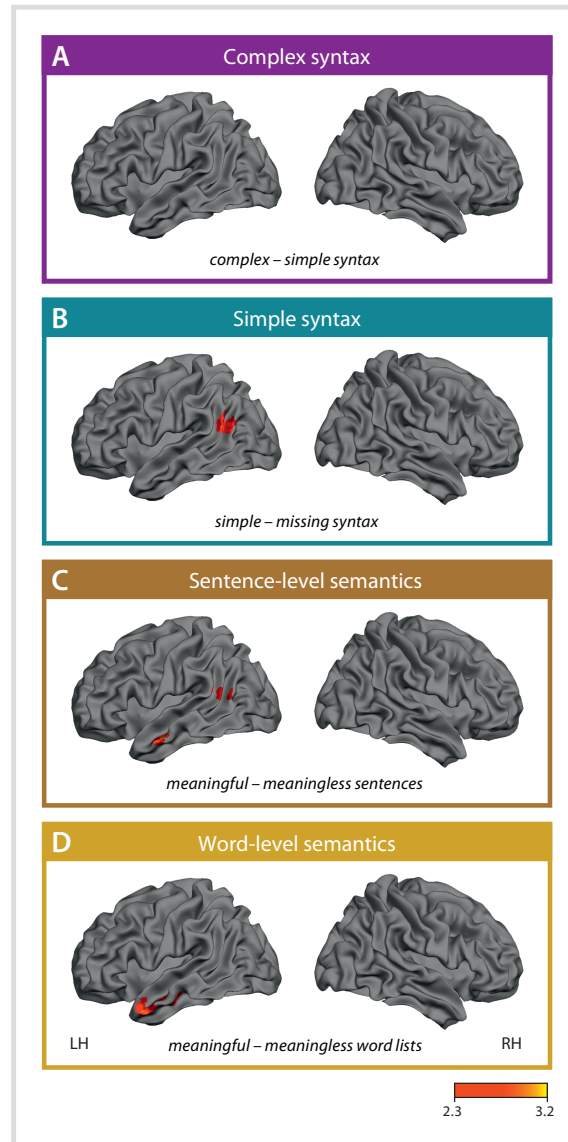 A Complex syntax
complex – simple syntax
B Simple syntax
simple – missing syntax
C Sentence-level semantics
meaningful – meaningless sentences
D Word-level semantics
LH meaningful – meaningless word lists RH
2.3 3.2